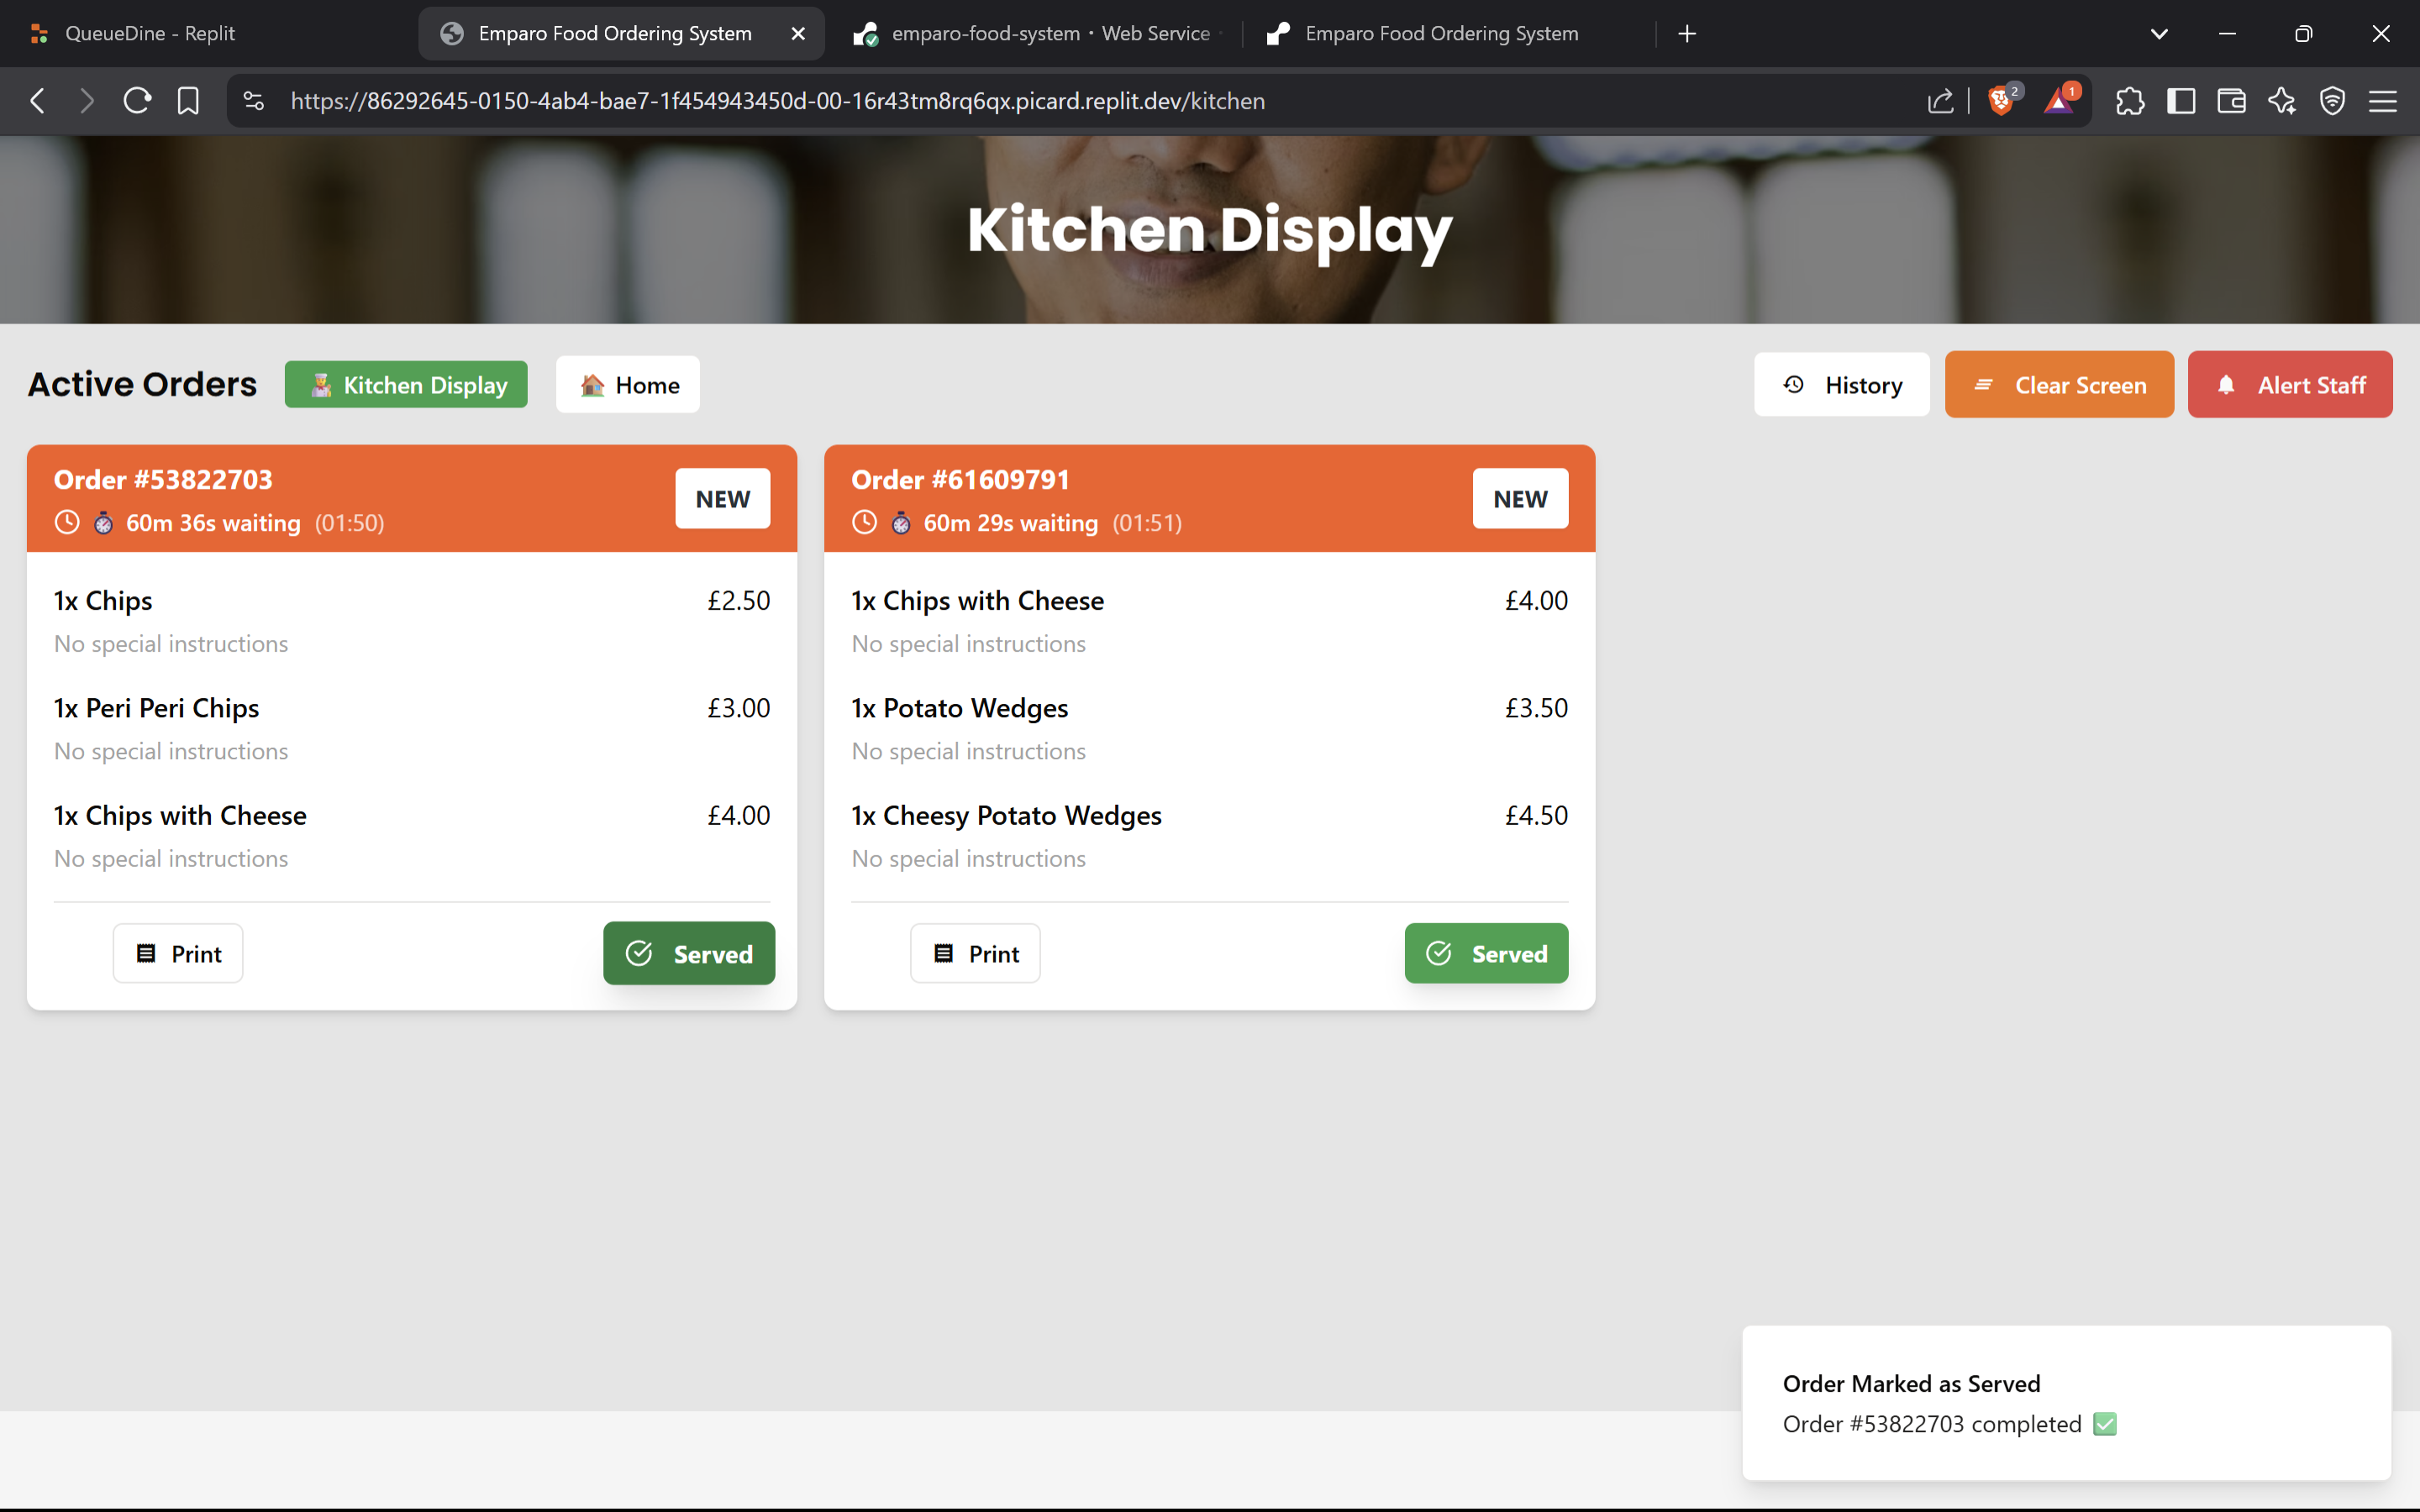 QueueDine - Replit
Emparo Food Ordering System
emparo-food-system • Web Service
Emparo Food Ordering System
https://86292645-0150-4ab4-bae7-1f454943450d-00-16r43tm8rq6qx.picard.replit.dev/kitchen
2
1
Kitchen Display
Active Orders
Kitchen Display
Home
History
Clear Screen
Alert Staff
Order #53822703
60m 36s waiting (01:50)
NEW
1x Chips £2.50
No special instructions
1x Peri Peri Chips £3.00
No special instructions
1x Chips with Cheese £4.00
No special instructions
Print
Served
Order #61609791
60m 29s waiting (01:51)
NEW
1x Chips with Cheese £4.00
No special instructions
1x Potato Wedges £3.50
No special instructions
1x Cheesy Potato Wedges £4.50
No special instructions
Print
Served
Order Marked as Served
Order #53822703 completed ✅